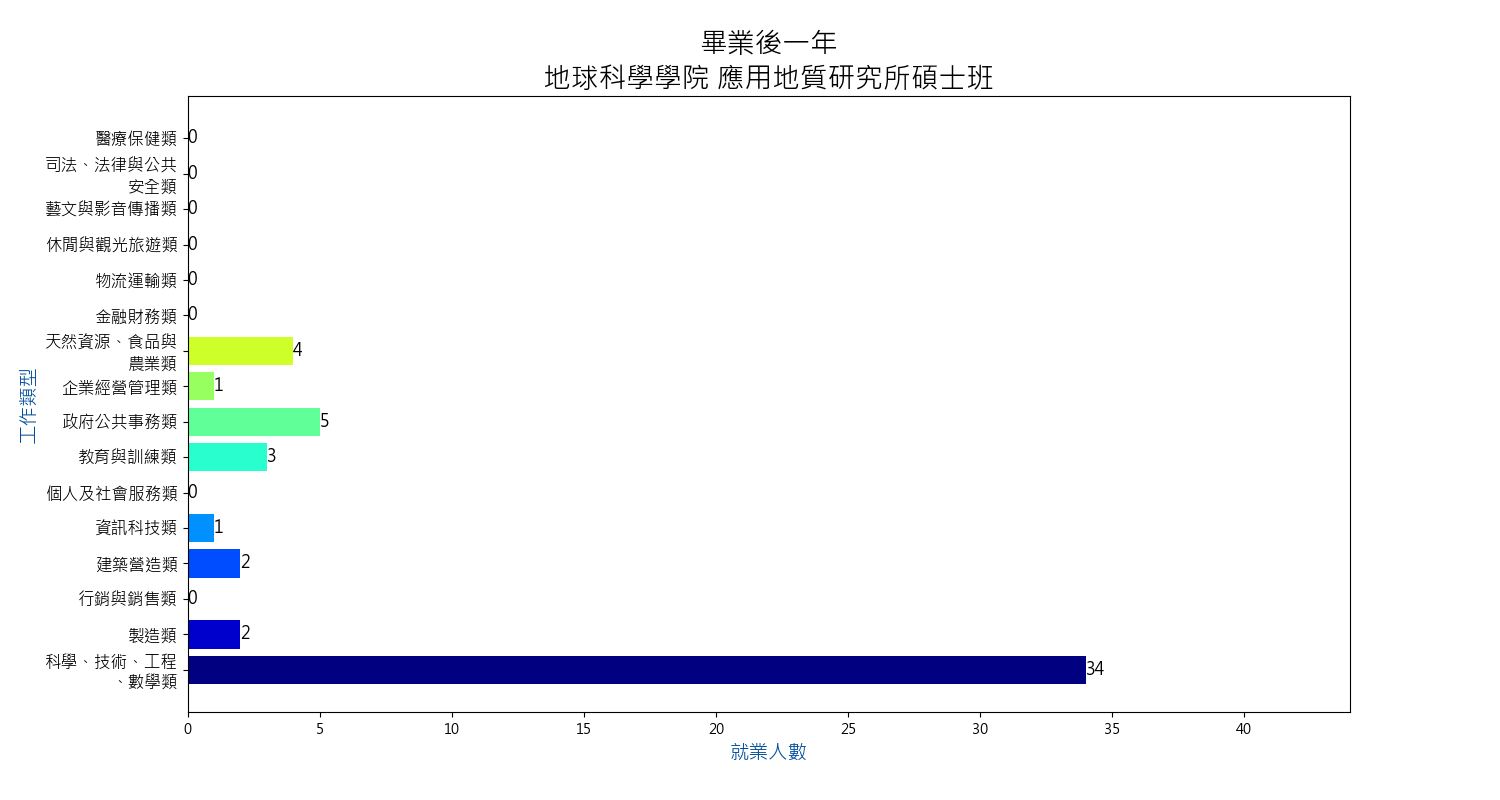 畢業後一年
地球科學學院 應用地質研究所碩士班
工作類型
醫療保健類 0
司法、法律與公共
安全類 0
藝文與影音傳播類 0
休閒與觀光旅遊類 0
物流運輸類 0
金融財務類 0
天然資源、食品與
農業類 4
企業經營管理類 1
政府公共事務類 5
教育與訓練類 3
個人及社會服務類 0
資訊科技類 1
建築營造類 2
行銷與銷售類 0
製造類 2
科學、技術、工程
、數學類 34
0 5 10 15 20 25 30 35 40
就業人數